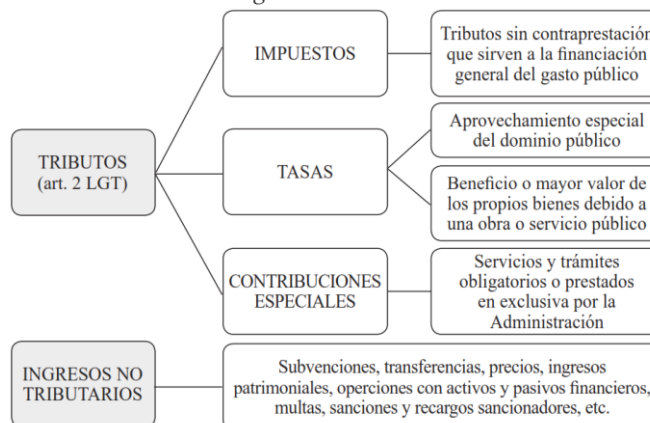 IMPUESTOS
Tributos sin contraprestación
que sirven a la financiación
general del gasto público
TRIBUTOS
(art. 2 LGT)
TASAS
Aprovechamiento especial
del dominio público
Beneficio o mayor valor de
los propios bienes debido a
una obra o servicio público
CONTRIBUCIONES
ESPECIALES
Servicios y trámites
obligatorios o prestados
en exclusiva por la
Administración
INGRESOS NO
TRIBUTARIOS
Subvenciones, transferencias, precios, ingresos
patrimoniales, operciones con activos y pasivos financieros,
multas, sanciones y recargos sancionadores, etc.